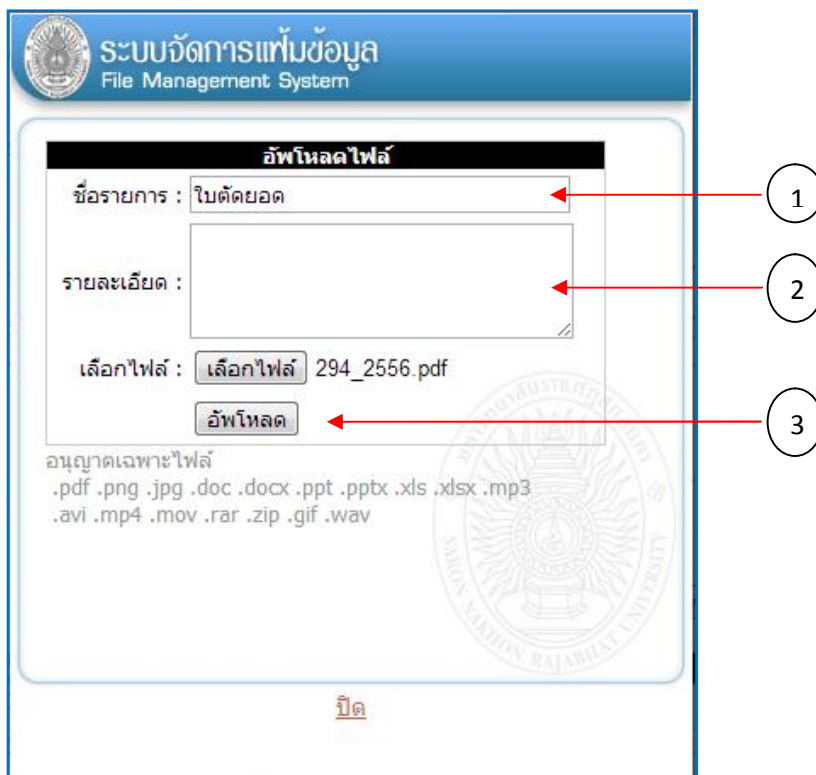 ระบบจัดการแฟ้มข้อมูล
File Management System
อัพโหลดไฟล์
ชื่อรายการ : ใบตัดยอด
1
รายละเอียด :
2
เลือกไฟล์ : เลือกไฟล์ 294_2556.pdf
อัพโหลด
3
อนุญาตเฉพาะไฟล์
.pdf .png .jpg .doc .docx .ppt .pptx .xls .xlsx .mp3
.avi .mp4 .mov .rar .zip .gif .wav
NAKHON RAJABHAT UNIVERSITY
ปิด